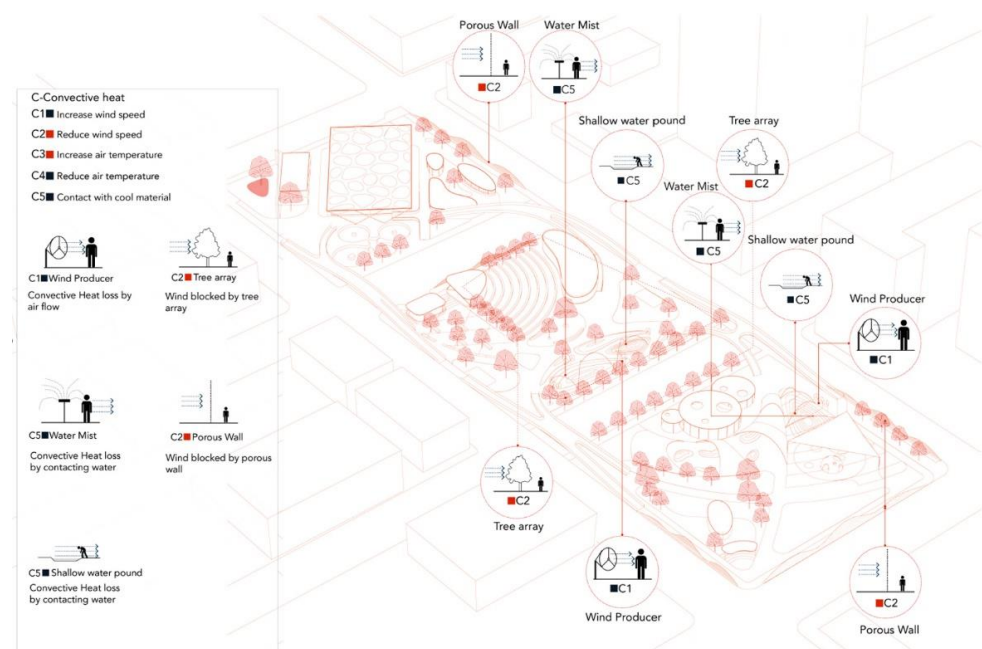 Porous Wall
Water Mist
C2
C5
C-Convective heat
C1 Increase wind speed
C2 Reduce wind speed
C3 Increase air temperature
C4 Reduce air temperature
C5 Contact with cool material
Shallow water pound
Tree array
C5
C2
Water Mist
C5
Shallow water pound
C5
Wind Producer
C1
C1 Wind Producer
Convective Heat loss by
air flow
C2 Tree array
Wind blocked by tree
array
C5 Water Mist
Convective Heat loss
by contacting water
C2 Porous Wall
Wind blocked by porous
wall
C2
Tree array
C5 Shallow water pound
Convective Heat loss
by contacting water
C1
Wind Producer
C2
Porous Wall